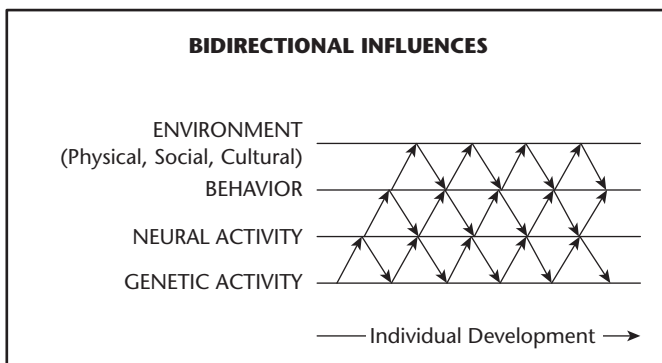 BIDIRECTIONAL INFLUENCES
ENVIRONMENT
(Physical, Social, Cultural)
BEHAVIOR
NEURAL ACTIVITY
GENETIC ACTIVITY
Individual Development